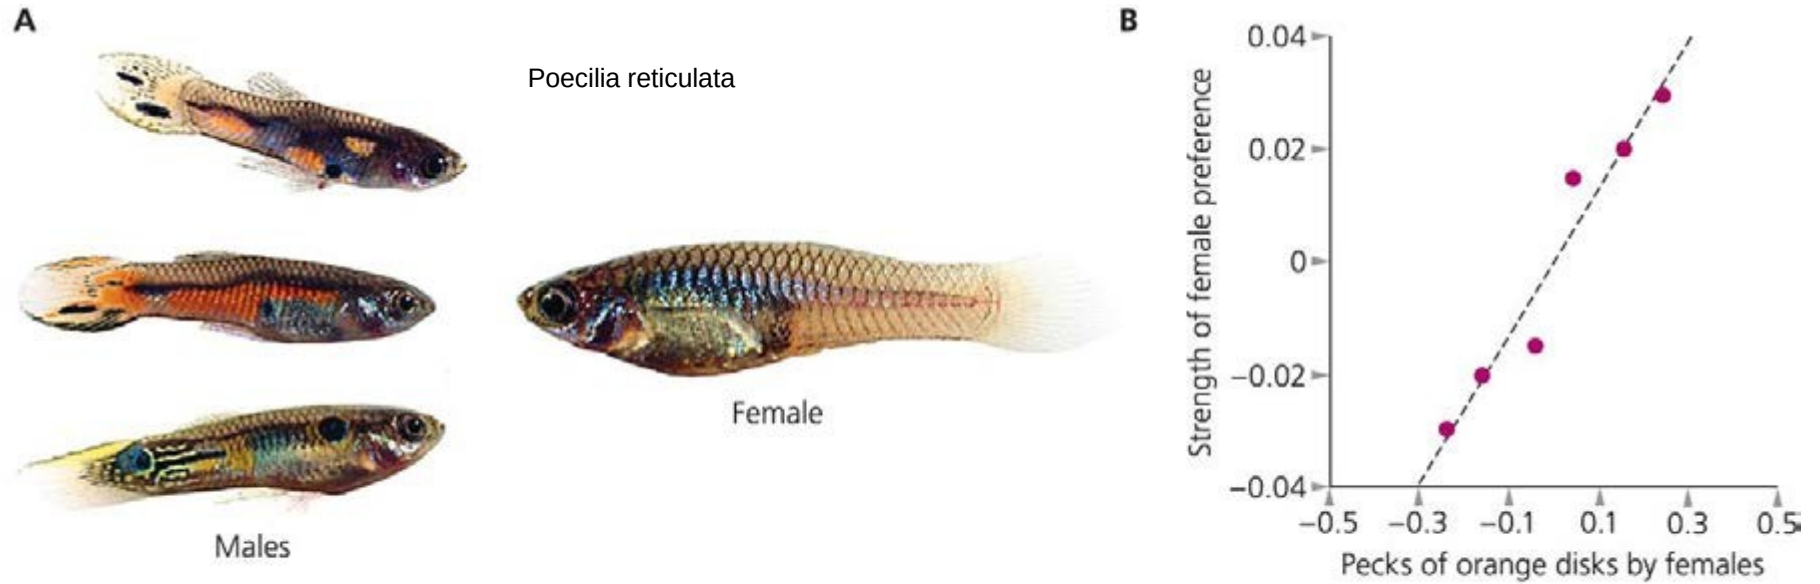 A
Poecilia reticulata
Males
Female
B
Strength of female preference
0.04
0.02
0
−0.02
−0.04
−0.5 −0.3 −0.1 0.1 0.3 0.5
Pecks of orange disks by females